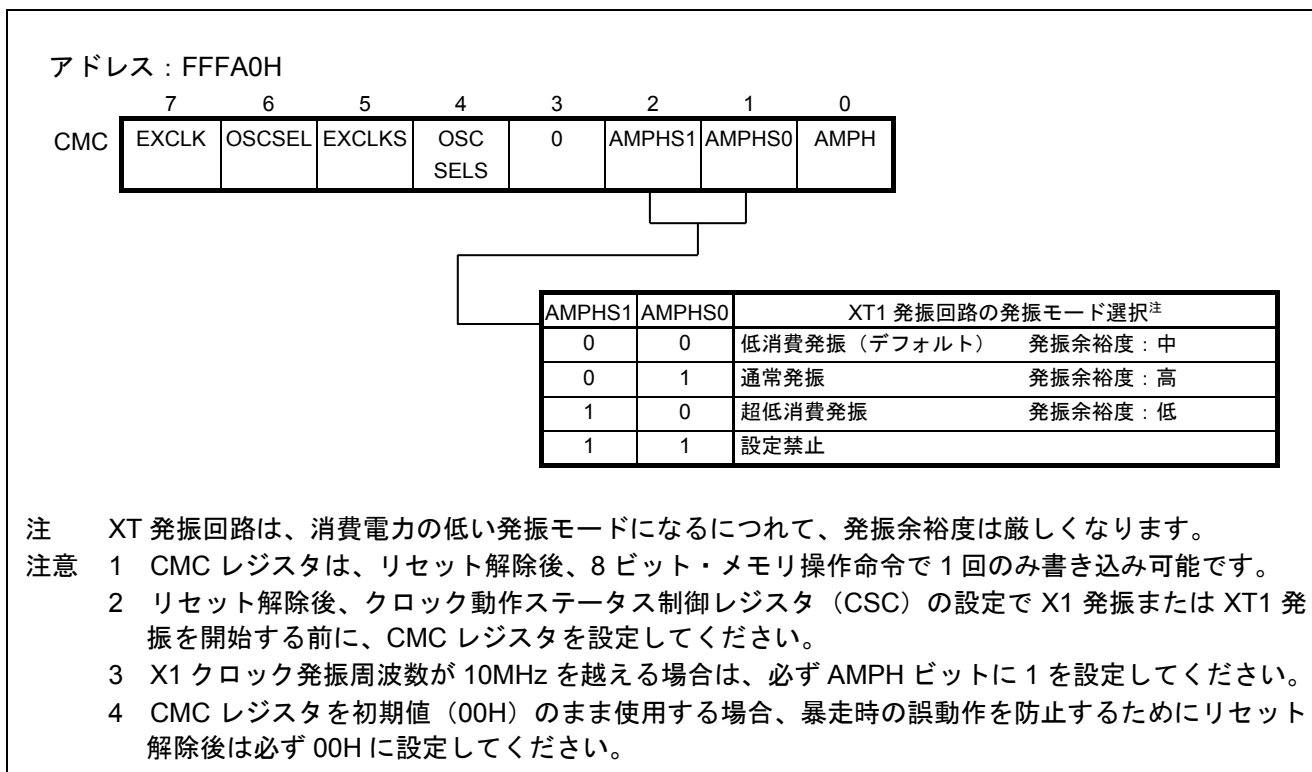 アドレス：FFFA0H
7 6 5 4 3 2 1 0
CMC EXCLK OSCSEL EXCLKS OSC 0 AMPHS1 AMPHS0 AMPH
SELS
AMPHS1 AMPHS0 XT1 発振回路の発振モード選択注
0 0 低消費発振（デフォルト） 発振余裕度：中
0 1 通常発振 発振余裕度：高
1 0 超低消費発振 発振余裕度：低
1 1 設定禁止
注 XT 発振回路は、消費電力の低い発振モードになるにつれて、発振余裕度は厳しくなります。
注意 1 CMC レジスタは、リセット解除後、8 ビット・メモリ操作命令で 1 回のみ書き込み可能です。
2 リセット解除後、クロック動作ステータス制御レジスタ（CSC）の設定で X1 発振または XT1 発
振を開始する前に、CMC レジスタを設定してください。
3 X1 クロック発振周波数が 10MHz を越える場合は、必ず AMPH ビットに 1 を設定してください。
4 CMC レジスタを初期値（00H）のまま使用する場合、暴走時の誤動作を防止するためにリセット
解除後は必ず 00H に設定してください。